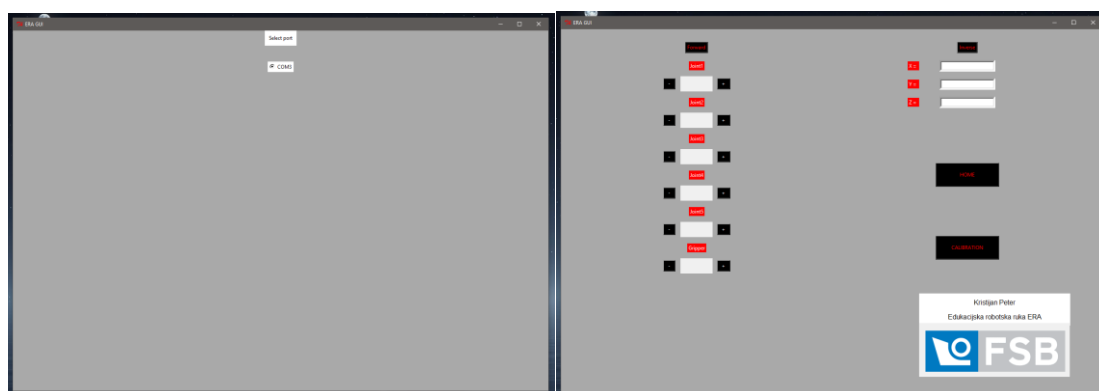 ERA GUI
Select port
COM3
ERA GUI
Forward
Inverse
Joint1
- +
Joint2
- +
Joint3
- +
Joint4
- +
Joint5
- +
Gripper
- +
X =
Y =
Z =
HOME
CALIBRATION
Kristijan Peter
Edukacijska robotska ruka ERA
FSB